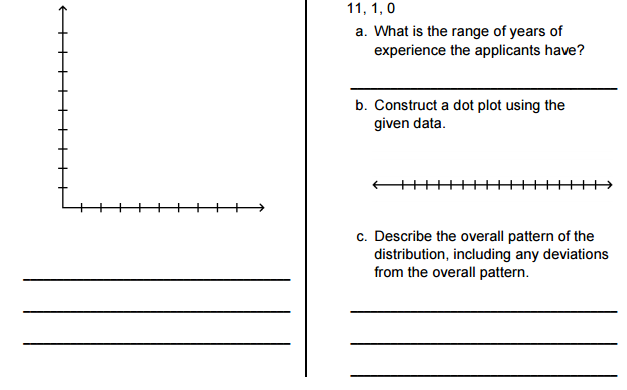 11, 1, 0
a. What is the range of years of
experience the applicants have?
b. Construct a dot plot using the
given data.
c. Describe the overall pattern of the
distribution, including any deviations
from the overall pattern.